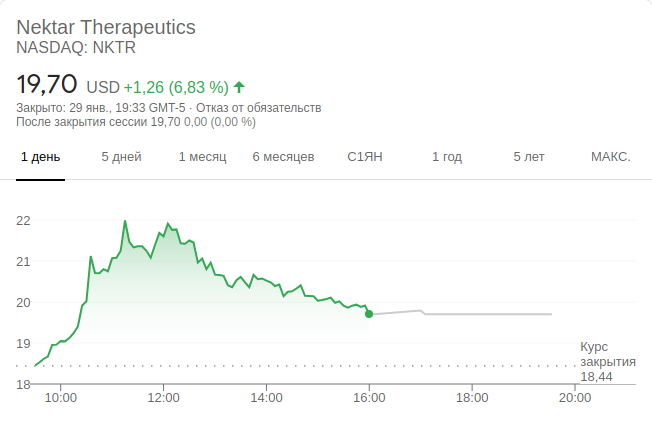 Nektar Therapeutics
NASDAQ: NKTR
19,70 USD +1,26 (6,83 %)
Закрыто: 29 янв., 19:33 GMT-5 · Отказ от обязательств
После закрытия сессии 19,70 0,00 (0,00 %)
1 день 5 дней 1 месяц 6 месяцев С1ЯН 1 год 5 лет МАКС.
22
21
20
19
Курс
закрытия
18,44
18
10:00 12:00 14:00 16:00 18:00 20:00